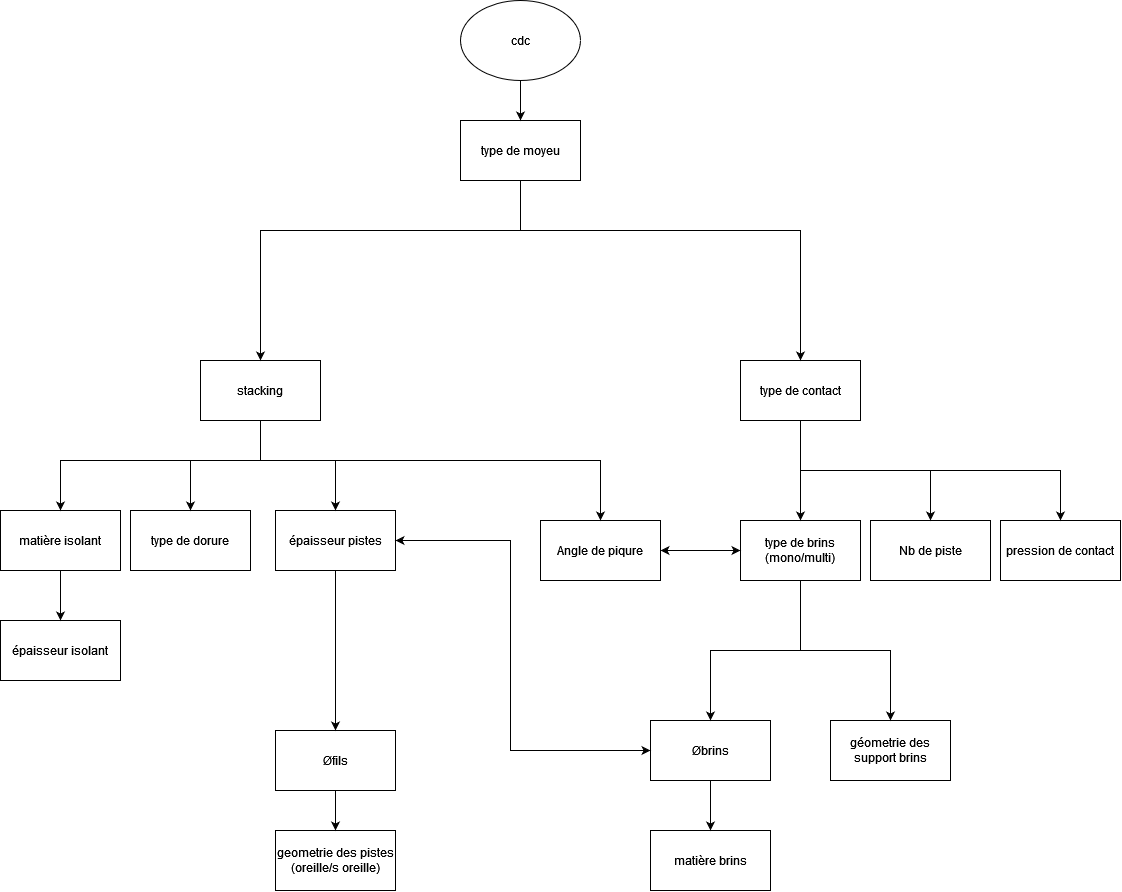 cdc
type de moyeu
stacking
type de contact
matière isolant
type de dorure
épaisseur pistes
Angle de piqure
type de brins
(mono/multi)
Nb de piste
pression de contact
épaisseur isolant
Øfils
Øbrins
géometrie des
support brins
geometrie des pistes
(oreille/s oreille)
matière brins